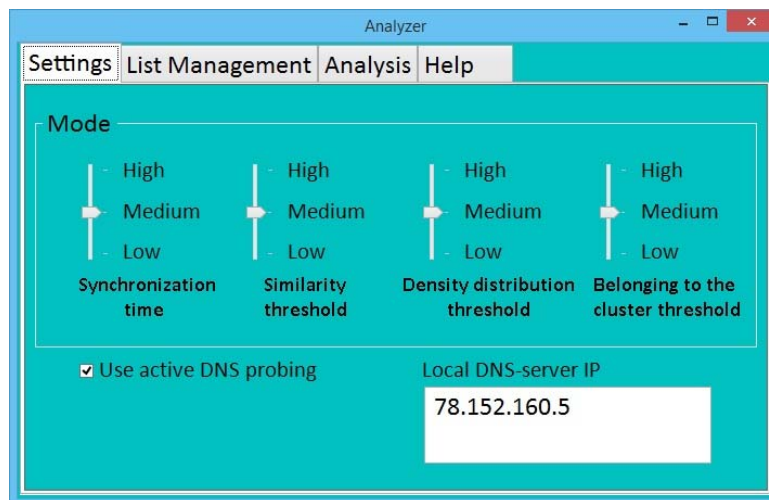 Analyzer
Settings List Management Analysis Help
Mode
High High High High
Medium Medium Medium Medium
Low Low Low Low
Synchronization Similarity Density distribution Belonging to the
time threshold threshold cluster threshold
Use active DNS probing Local DNS-server IP
78.152.160.5